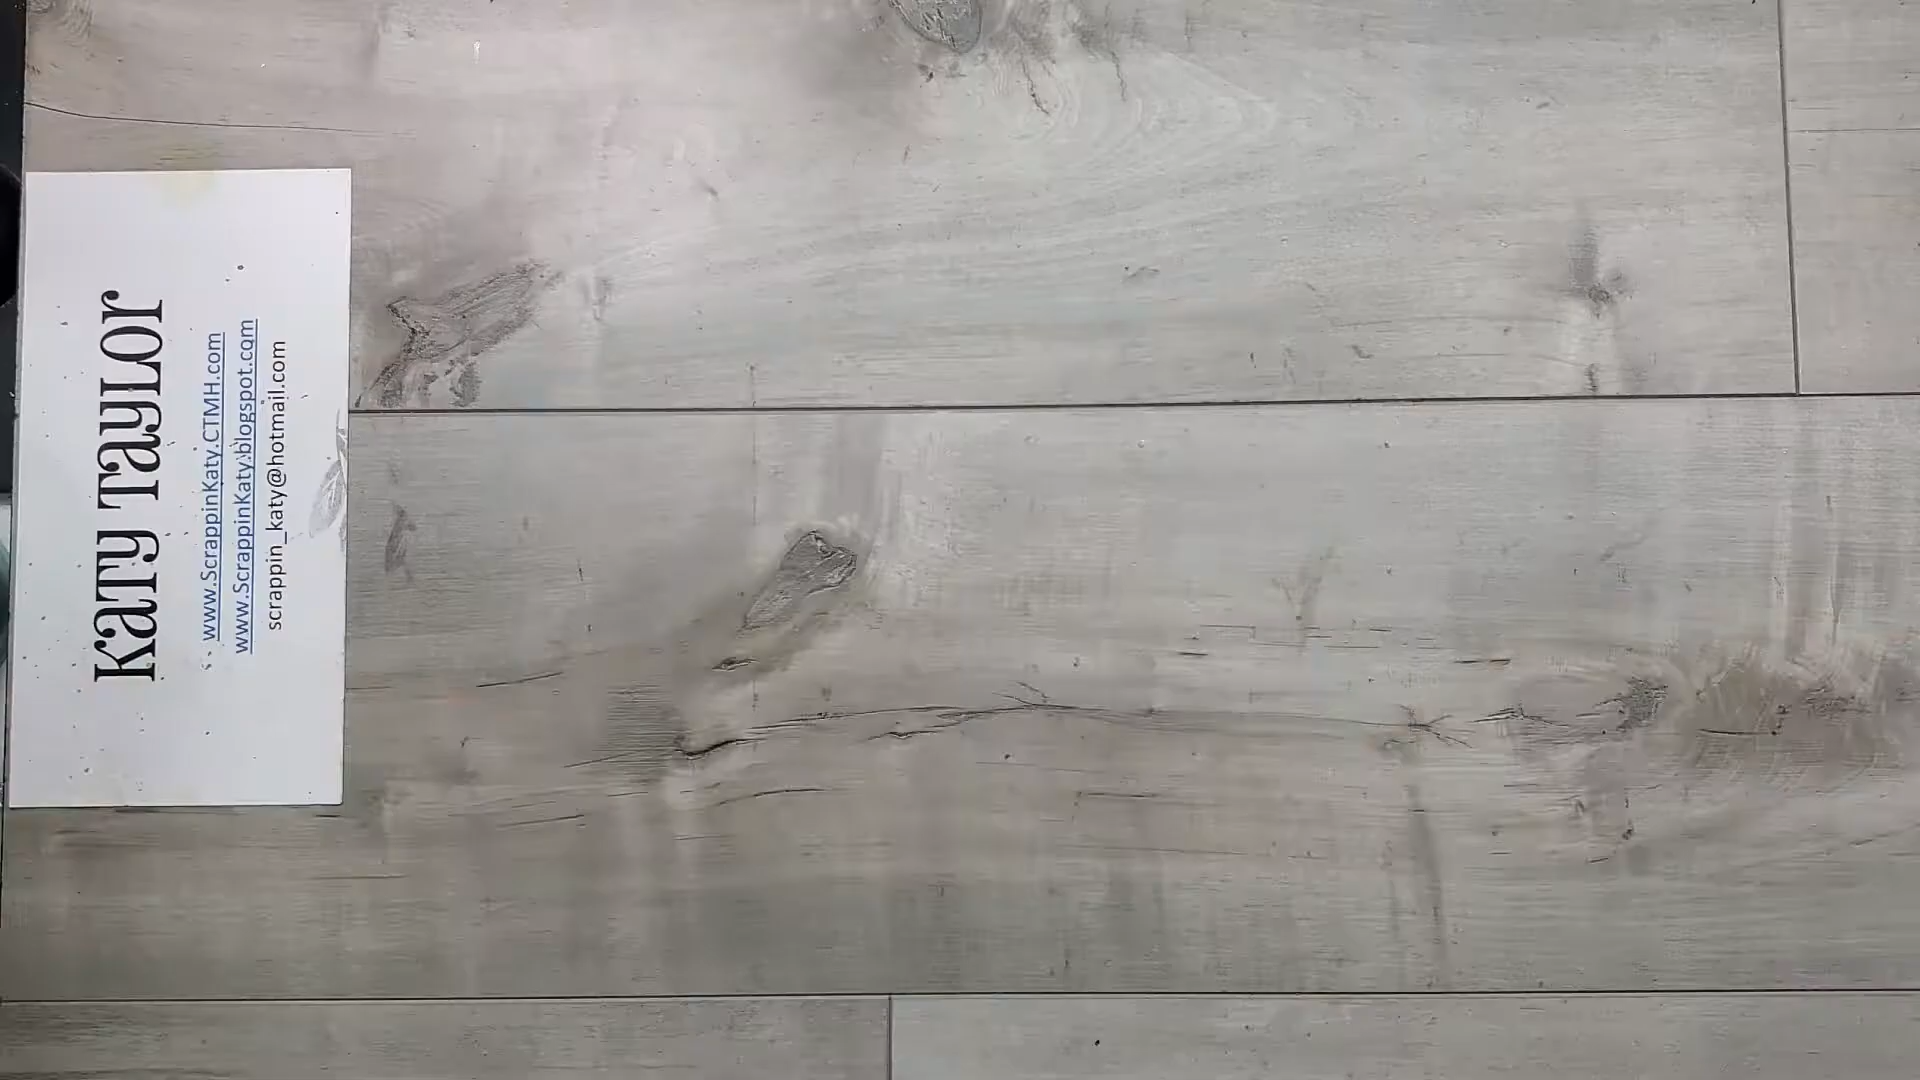 Katy Taylor
www.ScrappinKaty.CTMH.com
www.ScrappinKaty.blogspot.com
scrappin_katy@hotmail.com